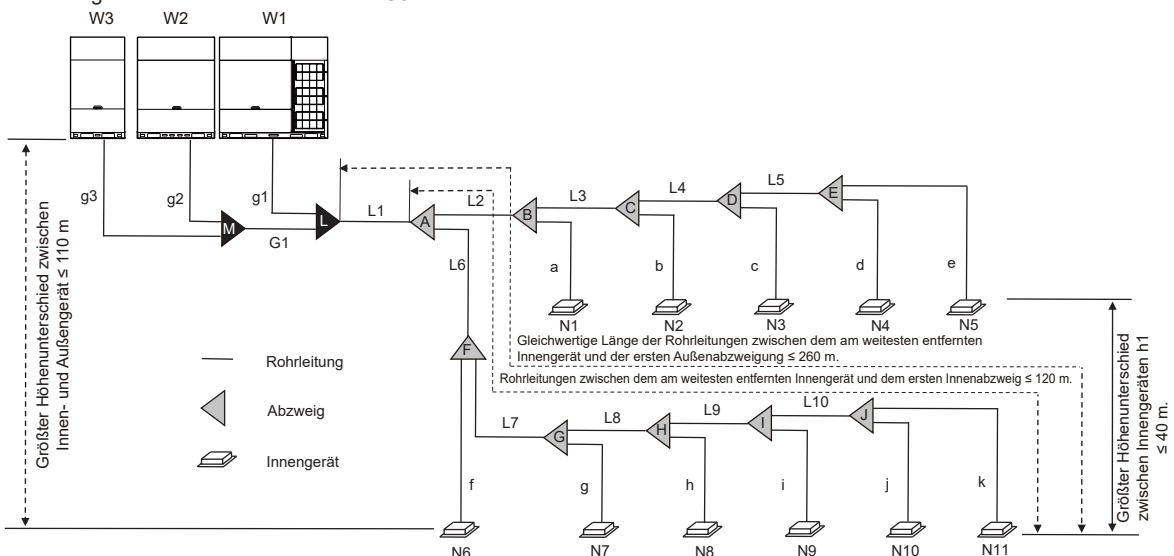 W3
W2
W1
g3
g2
g1
M
G1
L
L1
A
L2
B
L3
C
L4
D
L5
E
L6
a
b
c
d
e
N1
N2
N3
N4
N5
Größter Höhenunterschied zwischen
Innen- und Außengerät ≤ 110 m
Gleichwertige Länge der Rohrleitungen zwischen dem am weitesten entfernten
Innengerät und der ersten Außenabzweigung ≤ 260 m.
Rohrleitungen zwischen dem am weitesten entfernten Innengerät und dem ersten Innenabzweig ≤ 120 m.
Größter Höhenunterschied
zwischen Innengeräten h1
≤ 40 m.
Rohrleitung
Abzweig
Innengerät
F
L7
G
L8
H
L9
I
L10
J
f
g
h
i
j
k
N6
N7
N8
N9
N10
N11